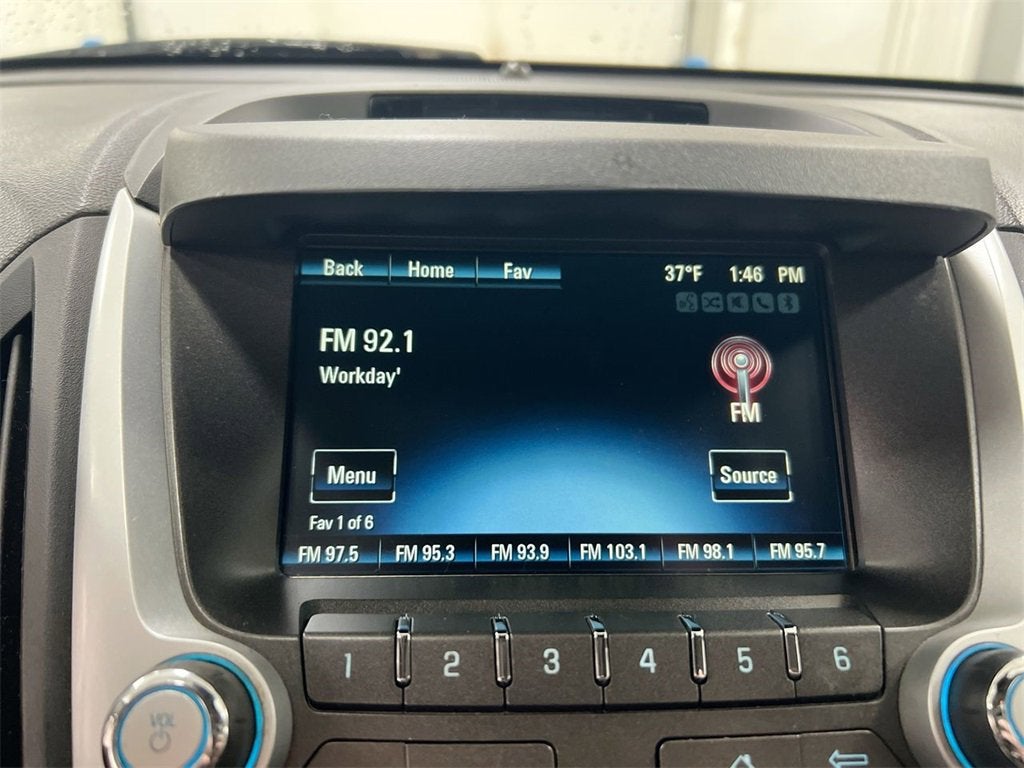 Back Home Fav 37°F 1:46 PM
FM 92.1
Workday'
FM
Menu Source
Fav 1 of 6
FM 97.5 FM 95.3 FM 93.9 FM 103.1 FM 98.1 FM 95.7
1 2 3 4 5 6
VOL